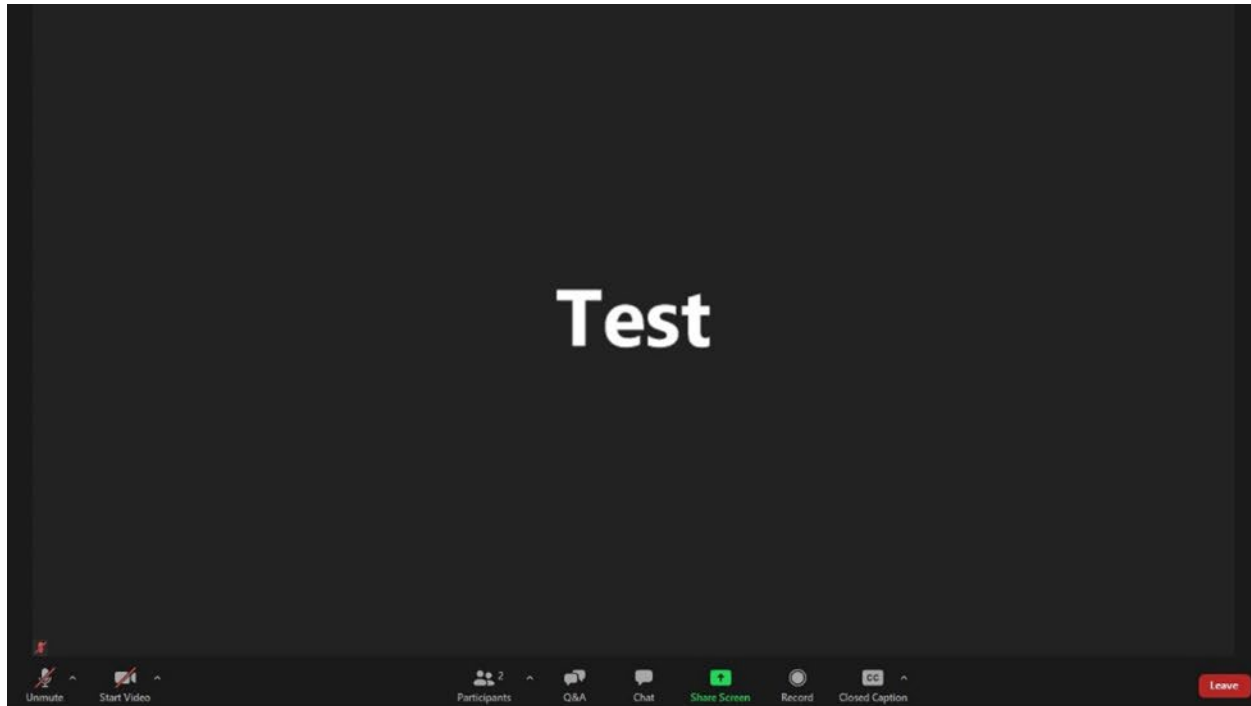 Test
Unmute
Start Video
2
Participants
Q&A
Chat
Share Screen
Record
CC
Closed Caption
Leave